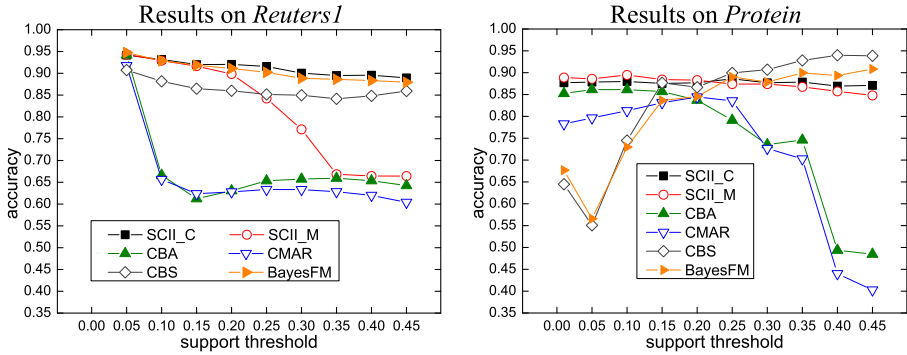 Results on Reuters1
1.00
0.95
0.90
0.85
0.80
0.75
0.70
0.65
0.60
0.55
0.50
0.45
0.40
0.35
accuracy
SCII_C
SCII_M
CBA
CMAR
CBS
BayesFM
0.00 0.05 0.10 0.15 0.20 0.25 0.30 0.35 0.40 0.45
support threshold
Results on Protein
1.00
0.95
0.90
0.85
0.80
0.75
0.70
0.65
0.60
0.55
0.50
0.45
0.40
0.35
accuracy
SCII_C
SCII_M
CBA
CMAR
CBS
BayesFM
0.00 0.05 0.10 0.15 0.20 0.25 0.30 0.35 0.40 0.45
support threshold